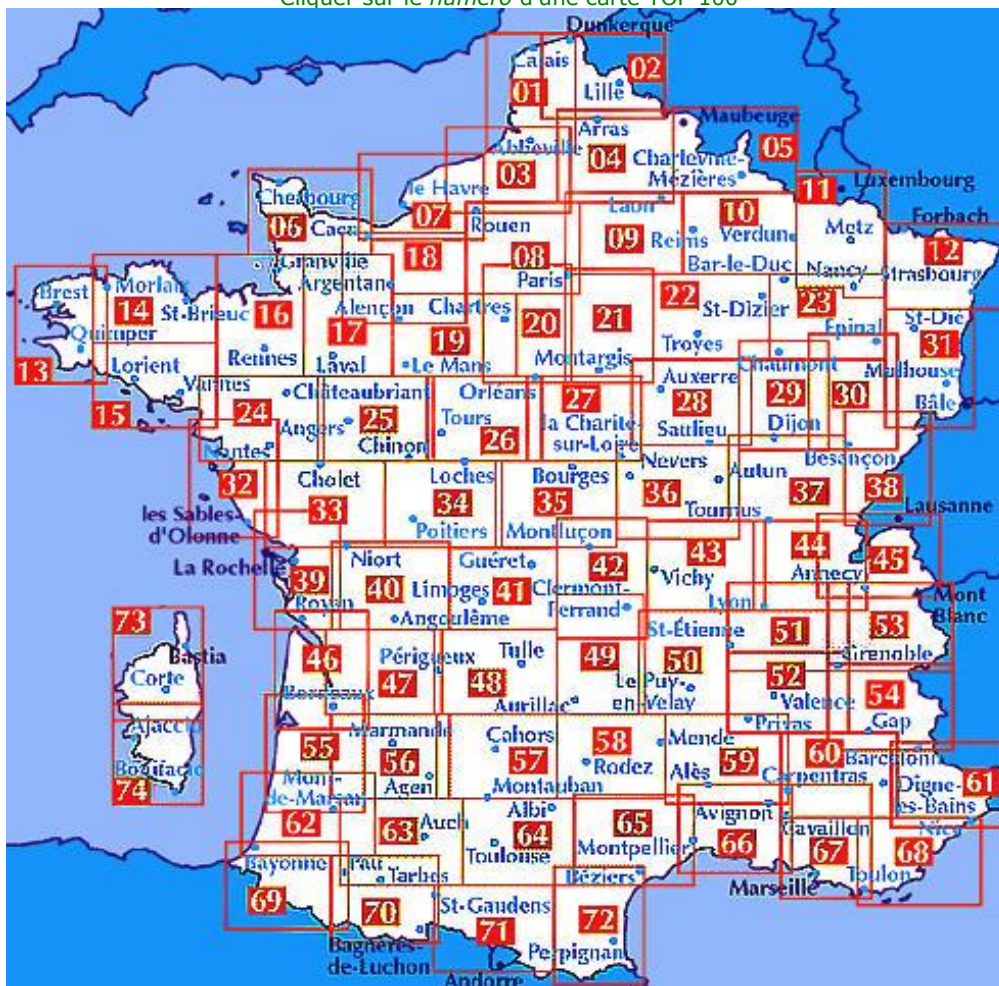 Cliquer sur le numéro d'une carte TOP 100
Dunkerque
Calais
02
01
Lille
Maubeuge
Arras
05
Abbeville
04
Charleville-
Mézières
03
11
Luxembourg
Cherbourg
le Havre
07
Laon
10
Forbach
06
Caen
Rouen
09
Reims
Verdun
Metz
12
Granville
18
08
Bar-le-Duc
Nancy
Strasbourg
Brest
Morlaix
Argentan
Paris
14
St-Brieuc
16
Alençon
Chartres
22
St-Dizier
23
St-Dié
Quimper
17
19
20
21
Epinal
31
13
Lorient
Rennes
Laval
Le Mans
Montargis
Troyes
Chaumont
Mulhouse
15
Vannes
Châteaubriant
Orléans
27
Auxerre
29
30
Bâle
24
25
Tours
la Charité-
sur-Loire
28
Dijon
Angers
Chinon
26
Saulieu
Nantes
Besançon
32
Cholet
Loches
Bourges
Nevers
Autun
38
33
34
35
36
37
Lausanne
les Sables-
d'Olonne
Poitiers
Montluçon
Tournus
La Rochelle
Niort
Guéret
42
43
44
45
39
40
Limoges
41
Clermont-
Ferrand
Vichy
Annecy
Royan
Angoulême
Lyon
Mont
Blanc
73
St-Étienne
51
53
Bastia
46
Périgueux
Tulle
49
50
Grenoble
Corte
47
48
Le Puy-
en-Velay
52
Valence
54
Bordeaux
Aurillac
Privas
Gap
Ajaccio
Marmande
Cahors
58
Mende
60
55
56
57
Rodez
59
Barcelonn
Bonifacio
Mont-
de-Marsan
Agen
Montauban
Alès
Carpentras
Digne-
les-Bains
61
74
62
63
Auch
Albi
64
65
Avignon
Cavaillon
Nice
Toulouse
Montpellier
66
67
68
Bayonne
Pau
Tarbes
Béziers
Marseille
Toulon
69
70
St-Gaudens
71
72
Bagnères-
de-Luchon
Perpignan
Andorre